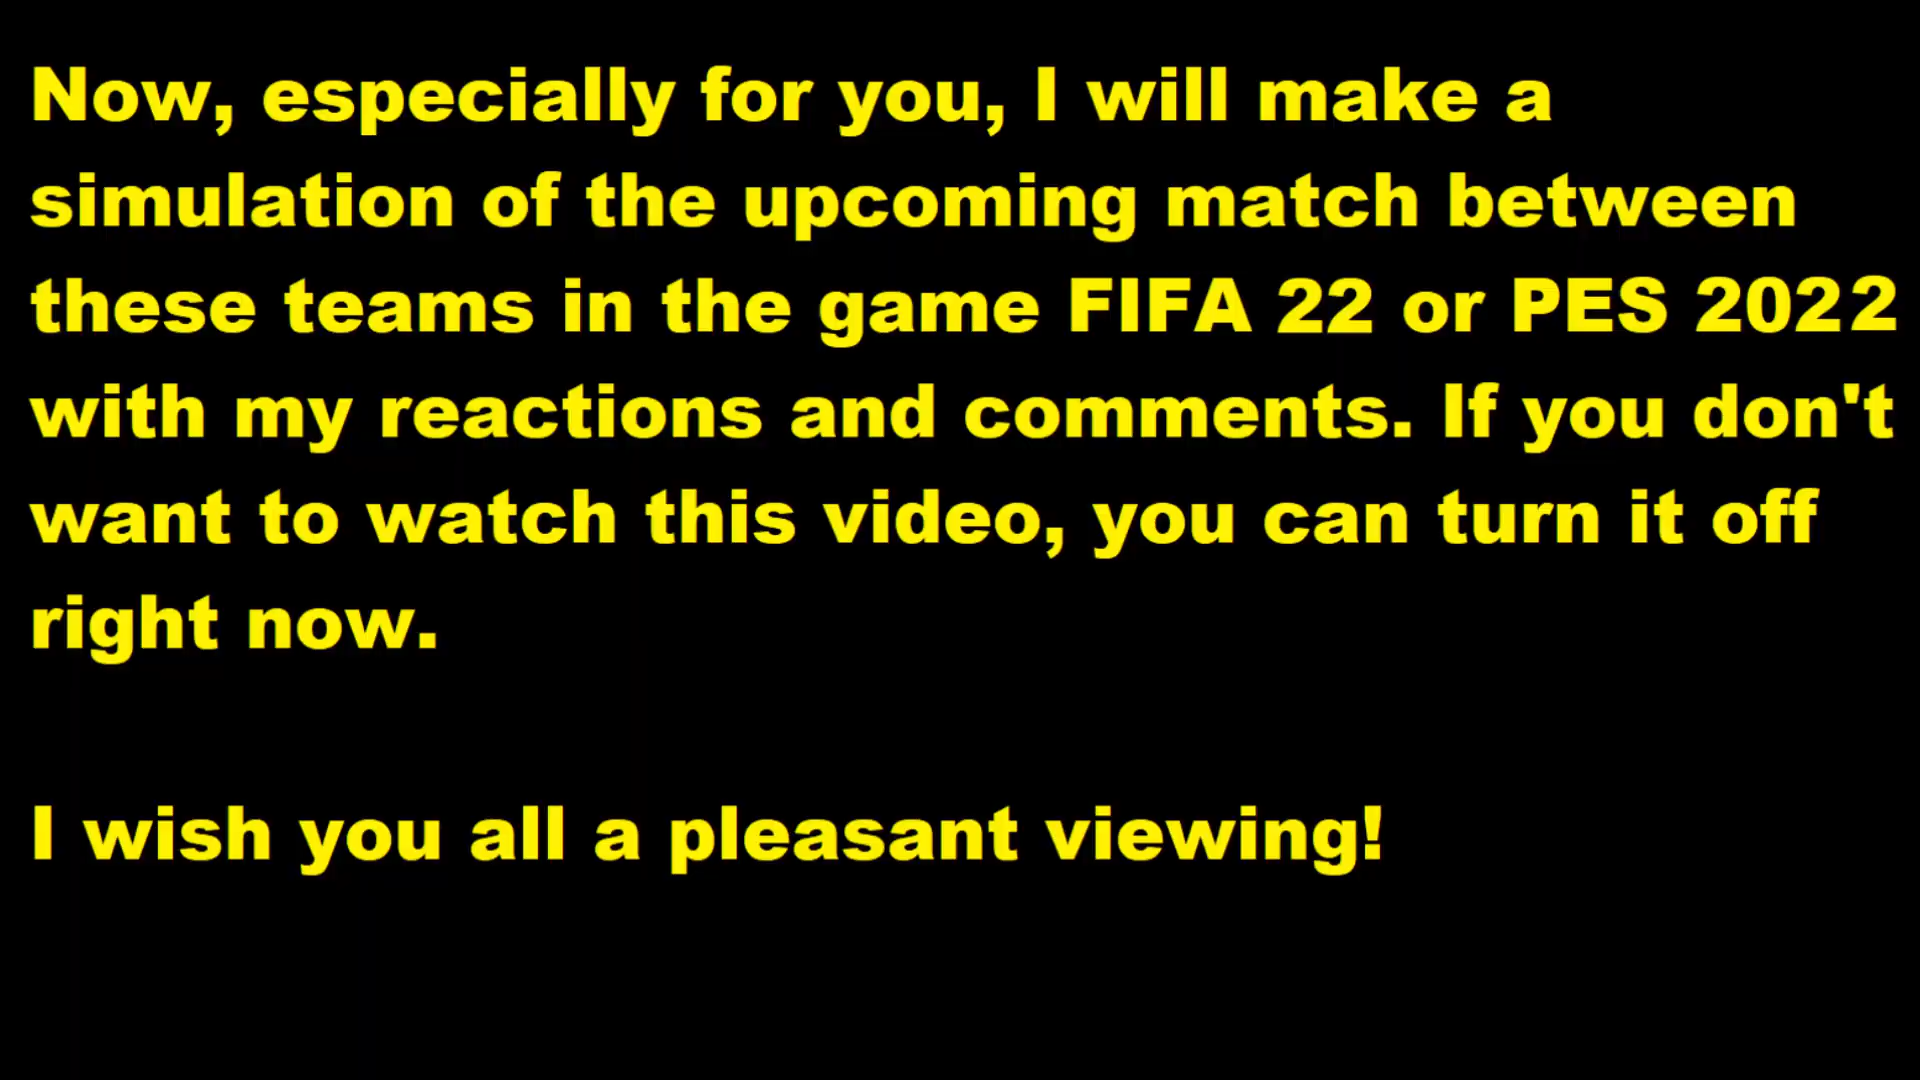 Now, especially for you, I will make a
simulation of the upcoming match between
these teams in the game FIFA 22 or PES 2022
with my reactions and comments. If you don't
want to watch this video, you can turn it off
right now.
I wish you all a pleasant viewing!